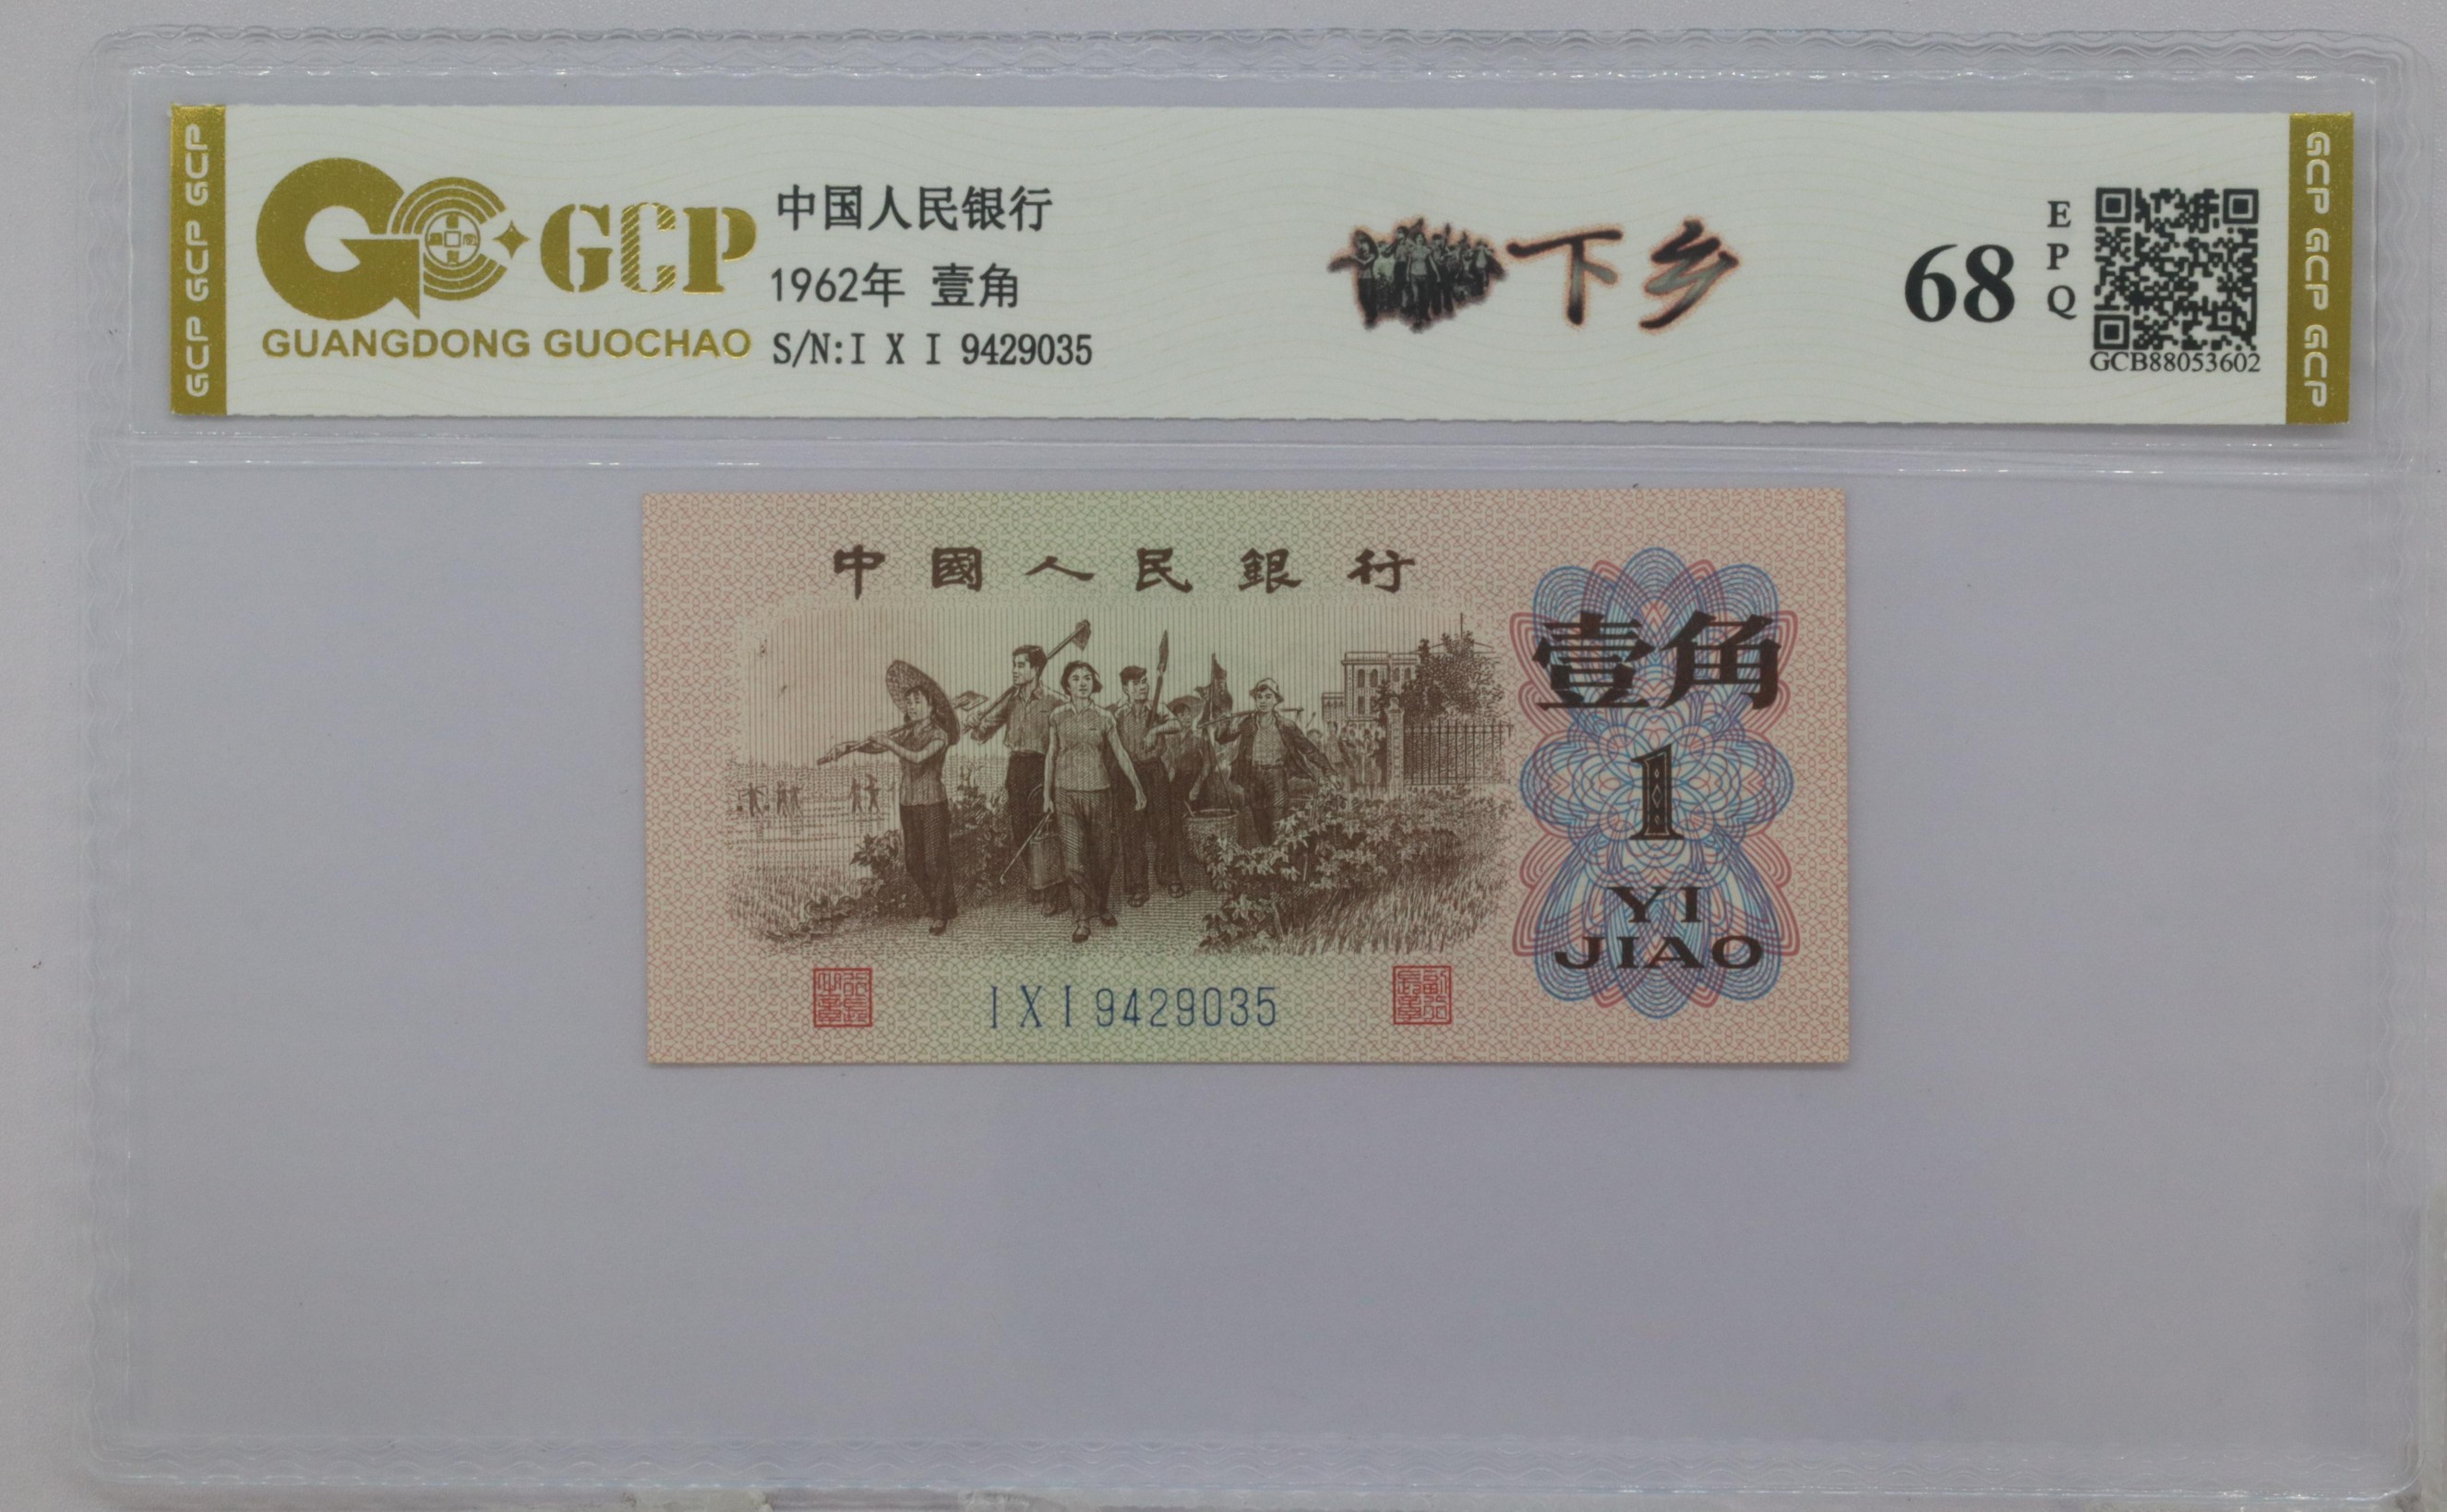 GCP GCP GCP
GCP
GUANGDONG GUOCHAO
中国人民银行
1962年 壹角
S/N:I X I 9429035
下乡
68
EPQ
GCB88053602
GCP GCP GCP
中國人民銀行
壹角
1
YI
JIAO
I X I 9429035